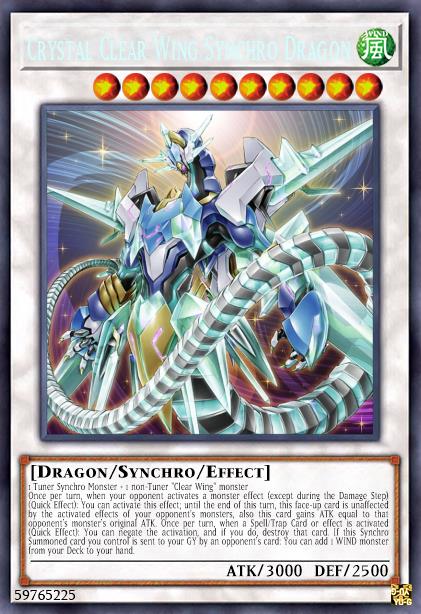 Crystal Clear Wing Synchro Dragon
WIND
風
[Dragon/Synchro/Effect]
1 Tuner Synchro Monster + 1 non-Tuner "Clear Wing" monster
Once per turn, when your opponent activates a monster effect (except during the Damage Step)
(Quick Effect): You can activate this effect; until the end of this turn, this face-up card is unaffected
by the activated effects of your opponent's monsters, also this card gains ATK equal to that
opponent's monster's original ATK. Once per turn, when a Spell/Trap Card or effect is activated
(Quick Effect): You can negate the activation, and if you do, destroy that card. If this Synchro
Summoned card you control is sent to your GY by an opponent's card: You can add 1 WIND monster
from your Deck to your hand.
ATK/3000 DEF/2500
59765225